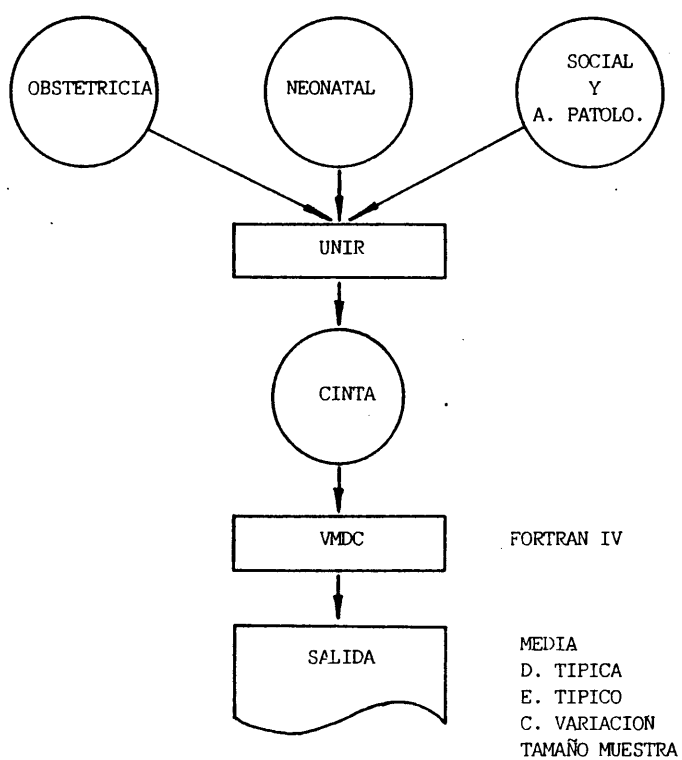 OBSTETRICIA
NEONATAL
SOCIAL
Y
A. PATOLO.
UNIR
CINTA
VMDC
FORTRAN IV
SALIDA
MEDIA
D. TIPICA
E. TIPICO
C. VARIACION
TAMAÑO MUESTRA